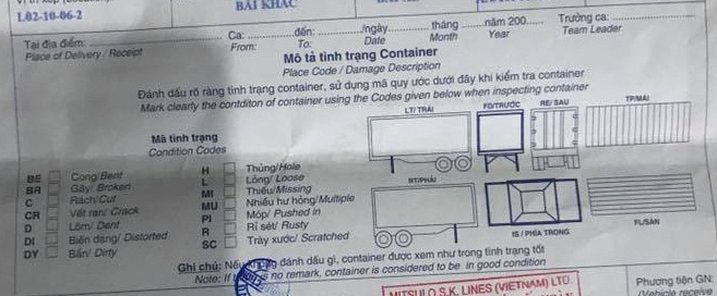 L02-10-06-2
BÃI KHÁC
Ca: ........ đến: ........ /ngày ........ tháng ........ năm 200..... Trưởng ca: ........
From: To: Date Month Year Team Leader
Tại địa điểm:
Place of Delivery / Receipt
Mô tả tình trạng Container
Place Code / Damage Description
Đánh dấu rõ ràng tình trạng container, sử dụng mã quy ước dưới đây khi kiểm tra container
Mark clearly the contditon of container using the Codes given below when inspecting container
Mã tình trạng
Condition Codes
BE Cong/Bent
BR Gãy/ Broken
C Rách/Cut
CR Vết rạn/ Crack
D Lõm/ Dent
DI Biến dạng/ Distorted
DY Bẩn/ Dirty
H Thủng/Hole
L Lỏng/ Loose
MI Thiếu/Missing
MU Nhiều hư hỏng/Multiple
PI Móp/ Pushed in
R Rỉ sét/ Rusty
SC Trầy xước/ Scratched
LT/ TRÁI
FD/TRƯỚC
RE/ SAU
TP/MÁI
RT/PHẢI
IS / PHÍA TRONG
FL/SÀN
Ghi chú: Nếu đánh dấu gì, container được xem như trong tình trạng tốt
Note: If is no remark, container is considered to be in good condition
MITSUI O.S.K. LINES (VIETNAM) LTD.
Phương tiện GN:
Vehicle receive